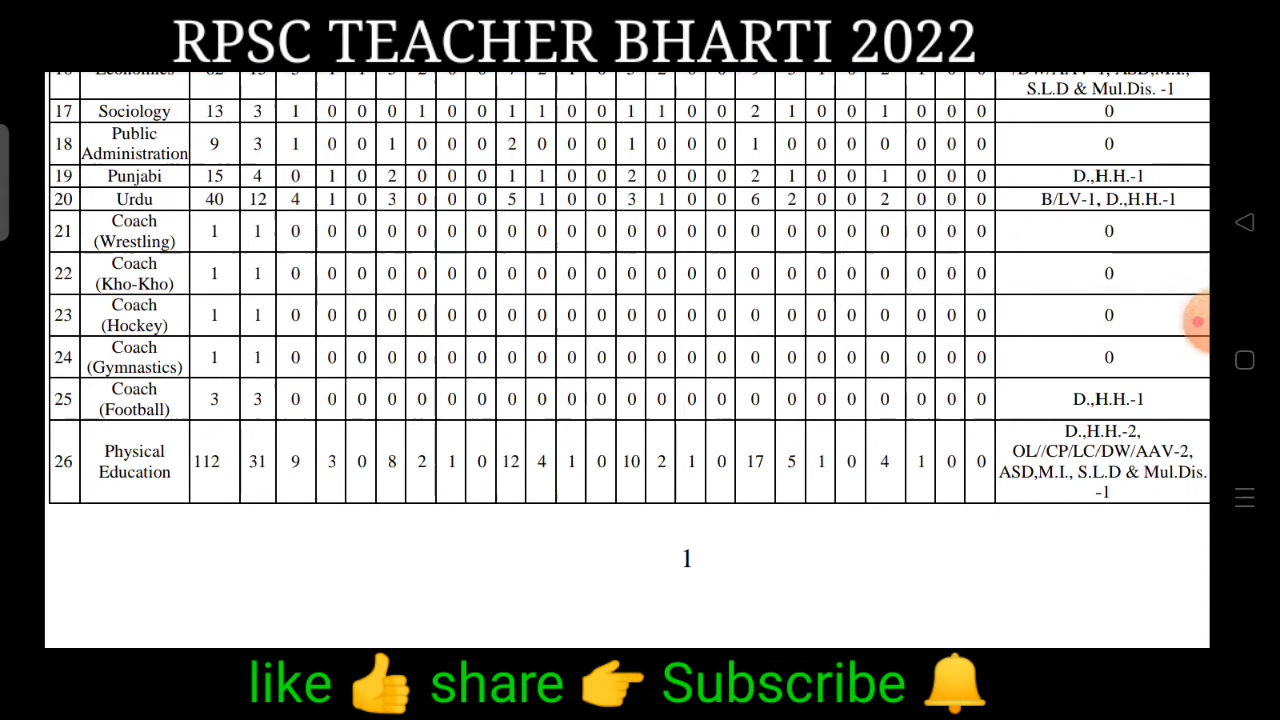 RPSC TEACHER BHARTI 2022
S.L.D & Mul.Dis. -1
17 Sociology 13 3 1 0 0 0 1 0 0 1 1 0 0 1 1 0 0 2 1 0 0 1 0 0 0 0
Public
18 9 3 1 0 0 1 0 0 0 2 0 0 0 1 0 0 0 1 0 0 0 0 0 0 0 0
Administration
19 Punjabi 15 4 0 1 0 2 0 0 0 1 1 0 0 2 0 0 0 2 1 0 0 1 0 0 0 D.,H.H.-1
20 Urdu 40 12 4 1 0 3 0 0 0 5 1 0 0 3 1 0 0 6 2 0 0 2 0 0 0 B/LV-1, D.,H.H.-1
Coach
21 1 1 0 0 0 0 0 0 0 0 0 0 0 0 0 0 0 0 0 0 0 0 0 0 0 0
(Wrestling)
Coach
22 1 1 0 0 0 0 0 0 0 0 0 0 0 0 0 0 0 0 0 0 0 0 0 0 0 0
(Kho-Kho)
Coach
23 1 1 0 0 0 0 0 0 0 0 0 0 0 0 0 0 0 0 0 0 0 0 0 0 0 0
(Hockey)
Coach
24 1 1 0 0 0 0 0 0 0 0 0 0 0 0 0 0 0 0 0 0 0 0 0 0 0 0
(Gymnastics)
Coach
25 3 3 0 0 0 0 0 0 0 0 0 0 0 0 0 0 0 0 0 0 0 0 0 0 0 D.,H.H.-1
(Football)
D.,H.H.-2,
Physical OL//CP/LC/DW/AAV-2,
26 112 31 9 3 0 8 2 1 0 12 4 1 0 10 2 1 0 17 5 1 0 4 1 0 0
Education ASD,M.I., S.L.D & Mul.Dis.
-1
1
like 👍 share 👉 Subscribe 🔔